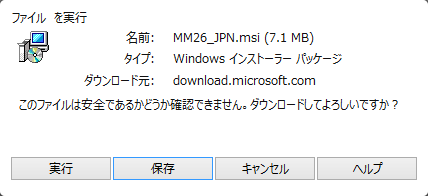 ファイル を実行
名前: MM26_JPN.msi (7.1 MB)
タイプ: Windows インストーラー パッケージ
ダウンロード元: download.microsoft.com
このファイルは安全であるかどうか確認できません。ダウンロードしてよろしいですか？
実行 保存 キャンセル ヘルプ